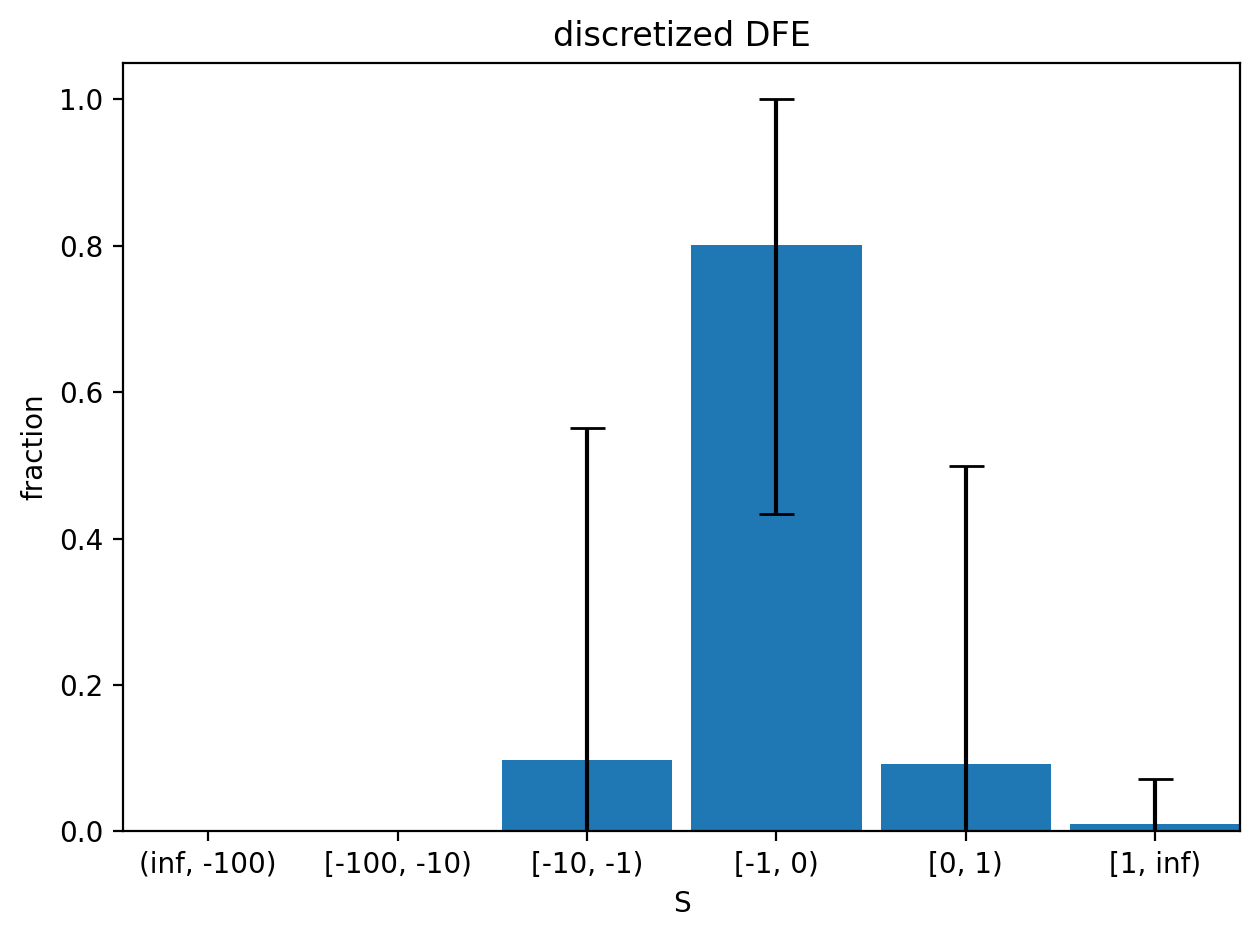 discretized DFE
1.0
0.8
0.6
0.4
0.2
0.0
fraction
(inf, -100) [-100, -10) [-10, -1) [-1, 0) [0, 1) [1, inf)
S